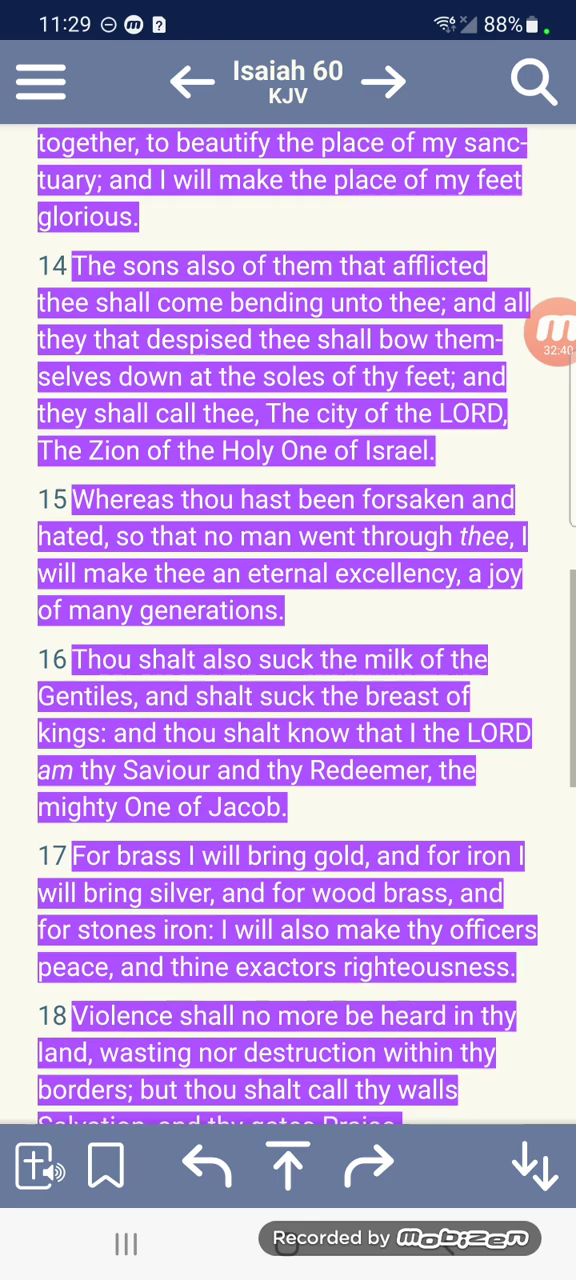 11:29 88%
Isaiah 60
KJV
together, to beautify the place of my sanc-
tuary; and I will make the place of my feet
glorious.
14 The sons also of them that afflicted
thee shall come bending unto thee; and all
they that despised thee shall bow them-
selves down at the soles of thy feet; and
they shall call thee, The city of the LORD,
The Zion of the Holy One of Israel.
15 Whereas thou hast been forsaken and
hated, so that no man went through thee, I
will make thee an eternal excellency, a joy
of many generations.
16 Thou shalt also suck the milk of the
Gentiles, and shalt suck the breast of
kings: and thou shalt know that I the LORD
am thy Saviour and thy Redeemer, the
mighty One of Jacob.
17 For brass I will bring gold, and for iron I
will bring silver, and for wood brass, and
for stones iron: I will also make thy officers
peace, and thine exactors righteousness.
18 Violence shall no more be heard in thy
land, wasting nor destruction within thy
borders; but thou shalt call thy walls
Salvation, and thy gates Praise.
32:40
Recorded by mobizen